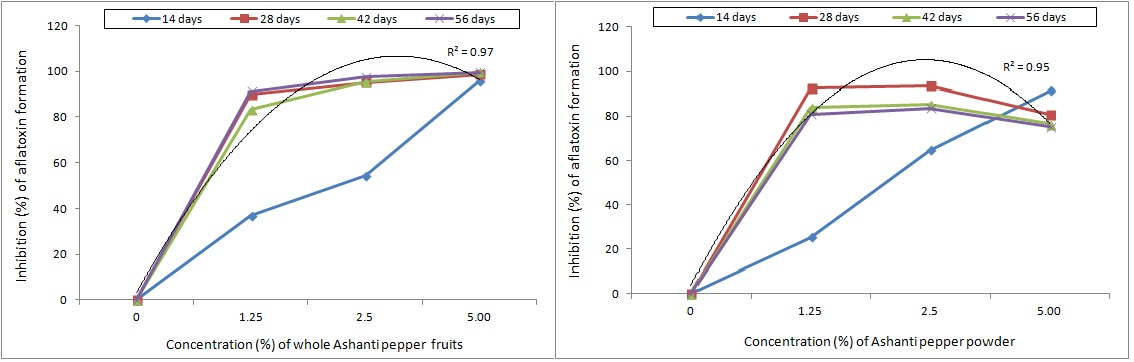 14 days 28 days 42 days 56 days
Inhibition (%) of aflatoxin formation
120
100
80
60
40
20
0
R² = 0.97
0 1.25 2.5 5.00
Concentration (%) of whole Ashanti pepper fruits
14 days 28 days 42 days 56 days
Inhibition (%) of aflatoxin formation
120
100
80
60
40
20
0
R² = 0.95
0 1.25 2.5 5.00
Concentration (%) of Ashanti pepper powder